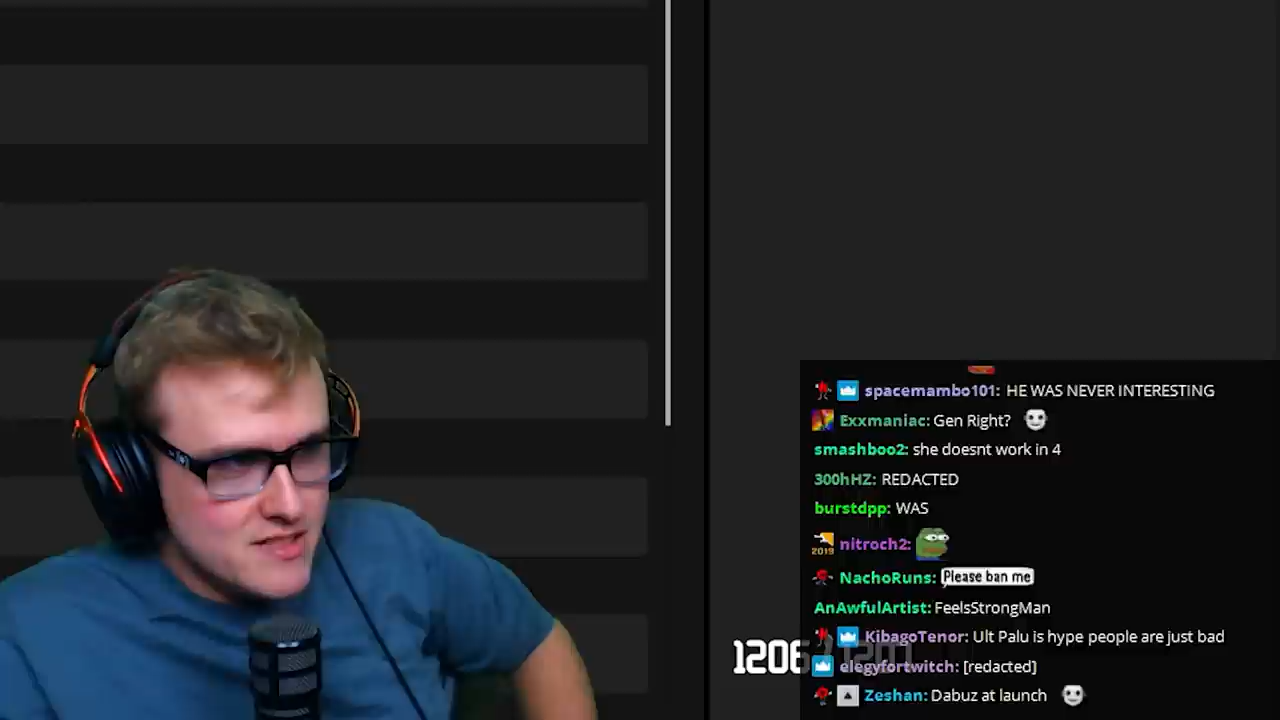 spacemambo101: HE WAS NEVER INTERESTING
Exxmaniac: Gen Right?
smashboo2: she doesnt work in 4
300hHZ: REDACTED
burstdpp: WAS
2019 nitroch2:
NachoRuns: Please ban me
AnAwfulArtist: FeelsStrongMan
KibagoTenor: Ult Palu is hype people are just bad
1206
elegyfortwitch: [redacted]
Zeshan: Dabuz at launch